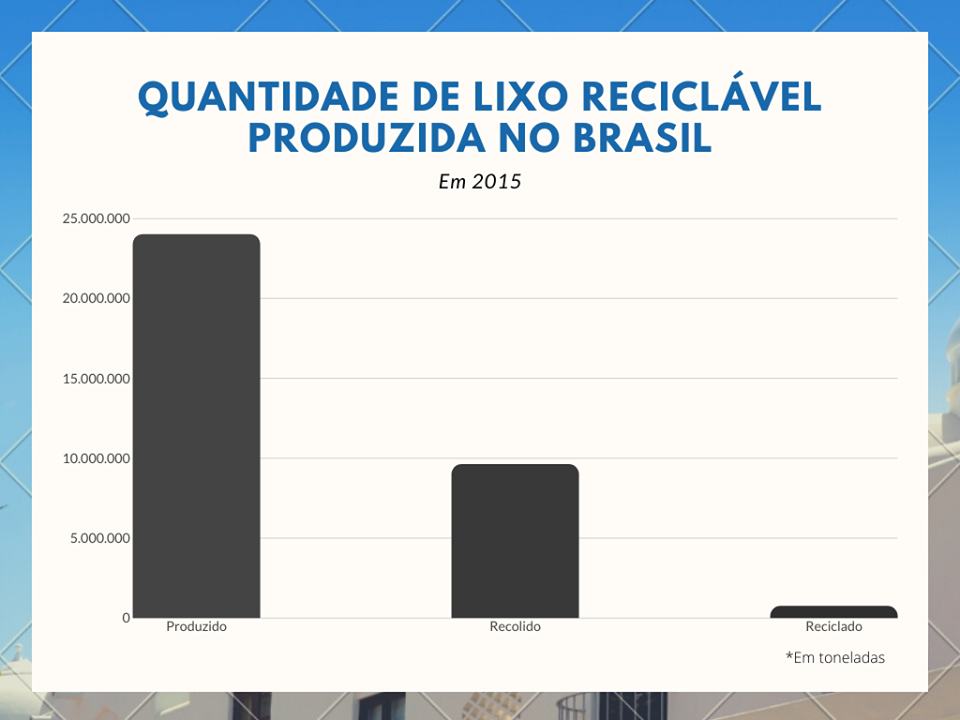 QUANTIDADE DE LIXO RECICLÁVEL
PRODUZIDA NO BRASIL
Em 2015
25.000.000
20.000.000
15.000.000
10.000.000
5.000.000
0
Produzido
Recolido
Reciclado
*Em toneladas